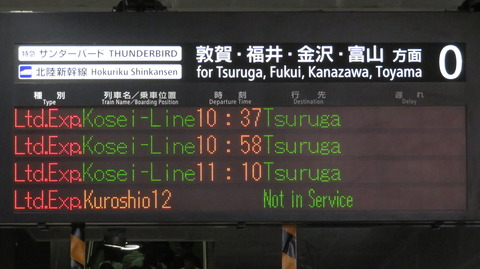 特急 サンダーバード THUNDERBIRD
北陸新幹線 Hokuriku Shinkansen
敦賀・福井・金沢・富山 方面
for Tsuruga, Fukui, Kanazawa, Toyama
0
種別 列車名/乗車位置 時刻 行先 遅れ
Type Train Name/Boarding Position Departure Time Destination Delay
Ltd.Exp.Kosei-Line10:37Tsuruga
Ltd.Exp.Kosei-Line10:58Tsuruga
Ltd.Exp.Kosei-Line11:10Tsuruga
Ltd.Exp.Kuroshio12 Not in Service